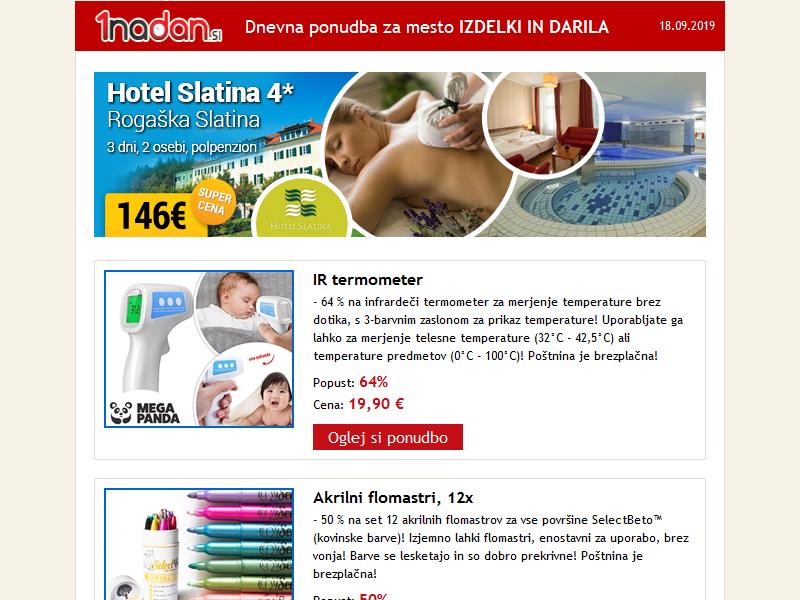 1nadan.si
Dnevna ponudba za mesto IZDELKI IN DARILA
18.09.2019
Hotel Slatina 4*
Rogaška Slatina
3 dni, 2 osebi, polpenzion
146€
SUPER
CENA
HOTEL SLATINA
IR termometer
- 64 % na infrardeči termometer za merjenje temperature brez
dotika, s 3-barvnim zaslonom za prikaz temperature! Uporabljate ga
lahko za merjenje telesne temperature (32°C - 42,5°C) ali
temperature predmetov (0°C - 100°C)! Poštnina je brezplačna!
Popust: 64%
Cena: 19,90 €
Oglej si ponudbo
MEGA
PANDA
Akrilni flomastri, 12x
- 50 % na set 12 akrilnih flomastrov za vse površine SelectBeto™
(kovinske barve)! Izjemno lahki flomastri, enostavni za uporabo, brez
vonja! Barve se lesketajo in so dobro prekrivne! Poštnina je
brezplačna!
Popust: 50%